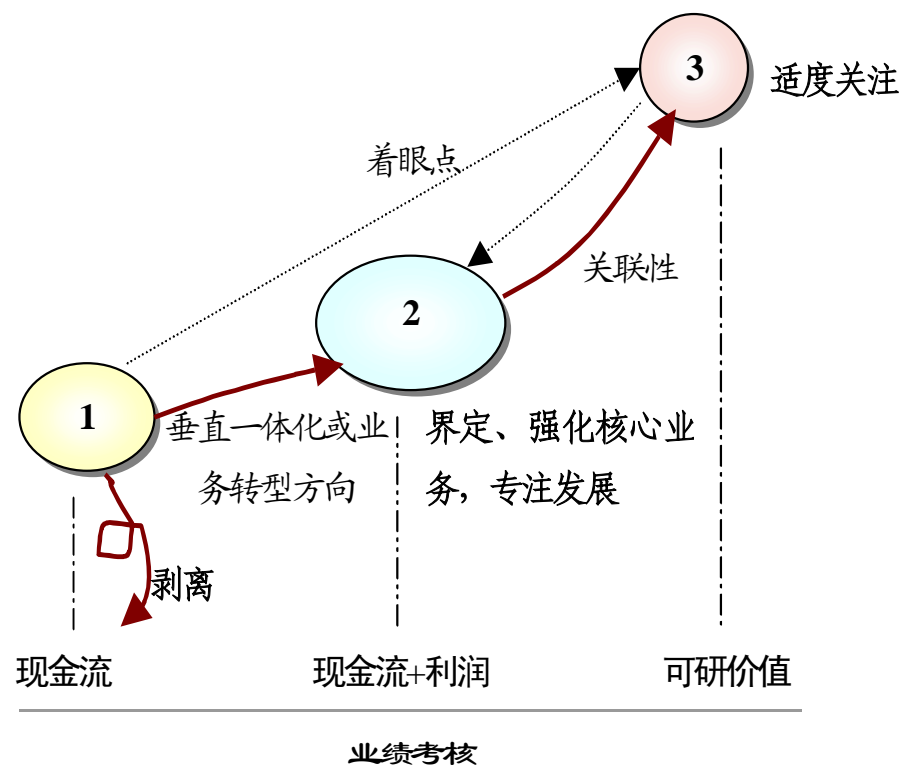 3
适度关注
着眼点
关联性
2
1
垂直一体化或业
务转型方向
界定、强化核心业
务，专注发展
剥离
现金流
现金流+利润
可研价值
业绩考核